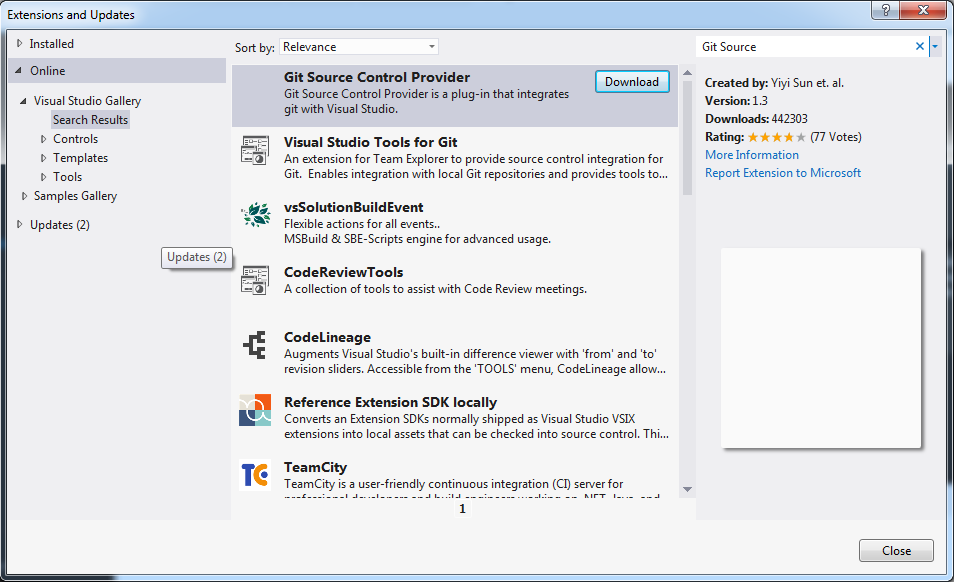 Extensions and Updates
?
Installed
Online
Visual Studio Gallery
Search Results
Controls
Templates
Tools
Samples Gallery
Updates (2)
Updates (2)
Sort by: Relevance
Git Source Control Provider
Git Source Control Provider is a plug-in that integrates
git with Visual Studio.
Download
Visual Studio Tools for Git
An extension for Team Explorer to provide source control integration for
Git. Enables integration with local Git repositories and provides tools to...
vsSolutionBuildEvent
Flexible actions for all events..
MSBuild & SBE-Scripts engine for advanced usage.
CodeReviewTools
A collection of tools to assist with Code Review meetings.
CodeLineage
Augments Visual Studio's built-in difference viewer with 'from' and 'to'
revision sliders. Accessible from the 'TOOLS' menu, CodeLineage allow...
Reference Extension SDK locally
Converts an Extension SDKs normally shipped as Visual Studio VSIX
extensions into local assets that can be checked into source control. Thi...
TC
TeamCity
TeamCity is a user-friendly continuous integration (CI) server for
professional developers and build engineers working on .NET, Java, and
1
Git Source
Created by: Yiyi Sun et. al.
Version: 1.3
Downloads: 442303
Rating: (77 Votes)
More Information
Report Extension to Microsoft
Close